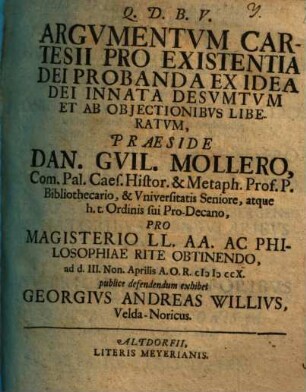 Q. D. B. V.
ARGVMENTVM CAR-
TESII PRO EXISTENTIA
DEI PROBANDA EX IDEA
DEI INNATA DESVMTVM
ET AB OBJECTIONIBVS LIBE-
RATVM,
PRAESIDE
DAN. GVIL. MOLLERO,
Com. Pal. Caes. Histor. & Metaph. Prof. P.
Bibliothecario, & Vniversitatis Seniore, atque
h. t. Ordinis sui Pro-Decano,
PRO
MAGISTERIO LL. AA. AC PHI-
LOSOPHIAE RITE OBTINENDO,
ad d. III. Non. Aprilis A. O. R. cIↄ Iↄ ccX.
publice defendendum exhibet
GEORGIVS ANDREAS WILLIVS,
Velda-Noricus.
ALTDORFII,
LITERIS MEYERIANIS.